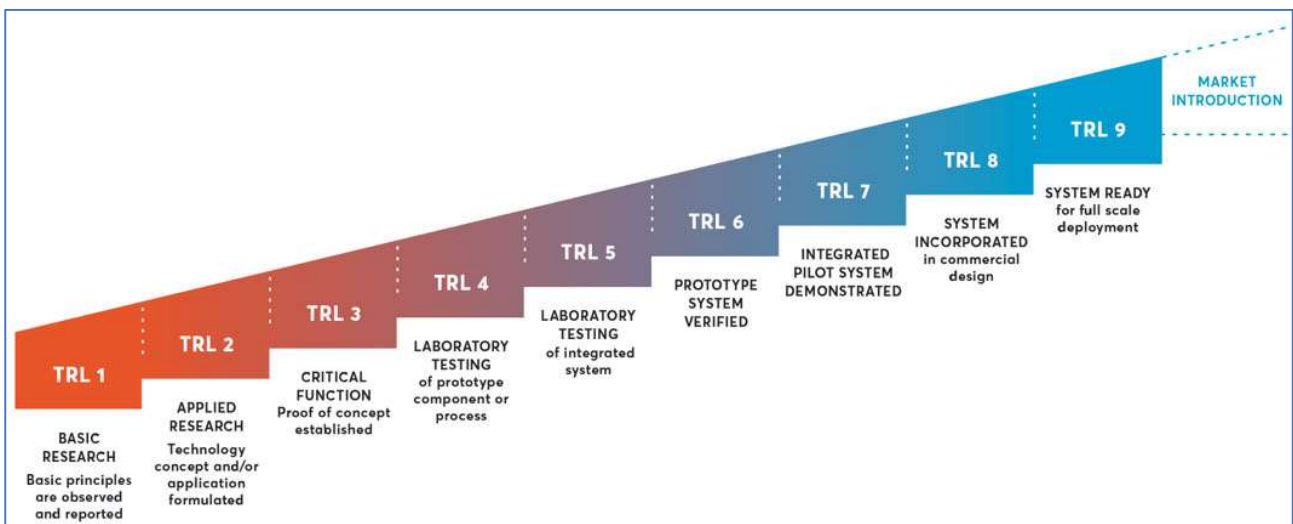 TRL 1
BASIC
RESEARCH
Basic principles
are observed
and reported
TRL 2
APPLIED
RESEARCH
Technology
concept and/or
application
formulated
TRL 3
CRITICAL
FUNCTION
Proof of concept
established
TRL 4
LABORATORY
TESTING
of prototype
component or
process
TRL 5
LABORATORY
TESTING
of integrated
system
TRL 6
PROTOTYPE
SYSTEM
VERIFIED
TRL 7
INTEGRATED
PILOT SYSTEM
DEMONSTRATED
TRL 8
SYSTEM
INCORPORATED
in commercial
design
TRL 9
SYSTEM READY
for full scale
deployment
MARKET
INTRODUCTION